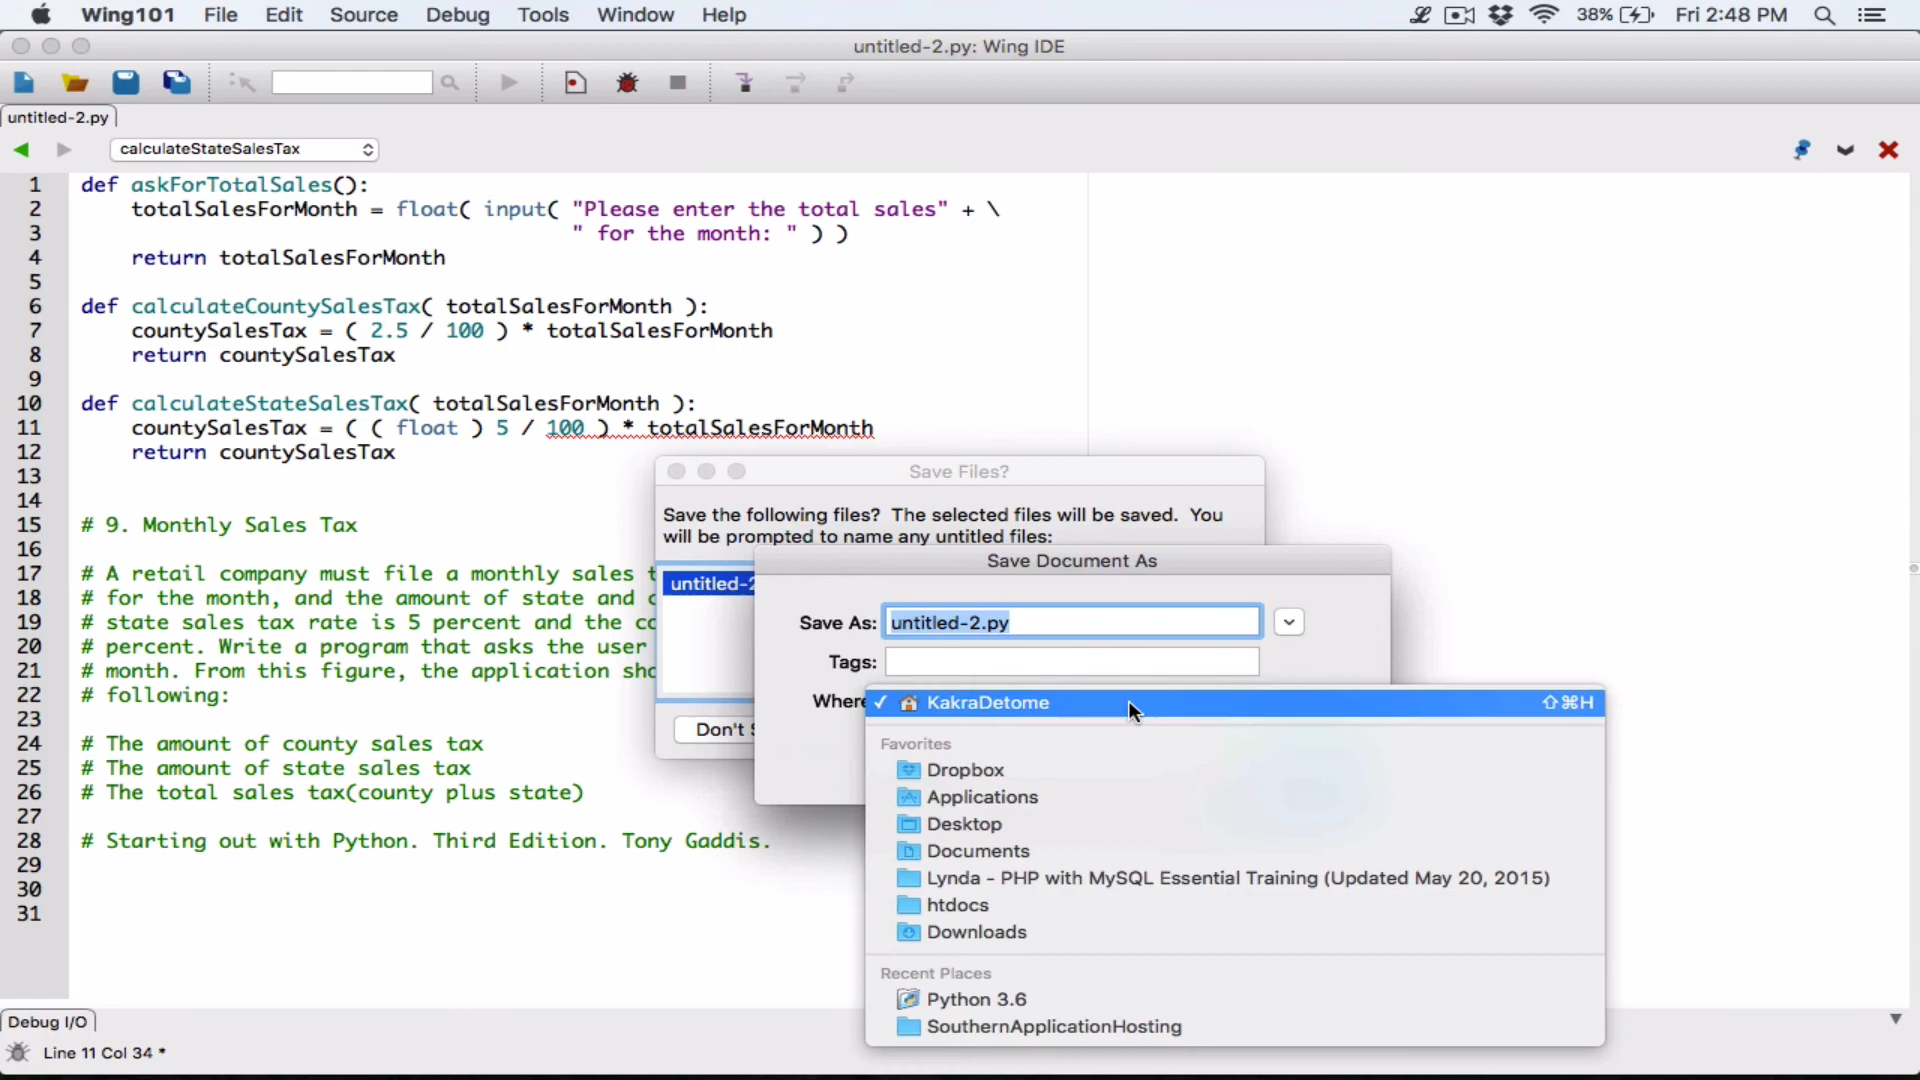 Wing101 File Edit Source Debug Tools Window Help 38% Fri 2:48 PM
untitled-2.py: Wing IDE
untitled-2.py
calculateStateSalesTax
1 def askForTotalSales():
2 totalSalesForMonth = float( input( "Please enter the total sales" + \
3 " for the month: " ) )
4 return totalSalesForMonth
5
6 def calculateCountySalesTax( totalSalesForMonth ):
7 countySalesTax = ( 2.5 / 100 ) * totalSalesForMonth
8 return countySalesTax
9
10 def calculateStateSalesTax( totalSalesForMonth ):
11 countySalesTax = ( ( float ) 5 / 100 ) * totalSalesForMonth
12 return countySalesTax
13
14
15 # 9. Monthly Sales Tax
16
17 # A retail company must file a monthly sales
18 # for the month, and the amount of state and
19 # state sales tax rate is 5 percent and the
20 # percent. Write a program that asks the user
21 # month. From this figure, the application
22 # following:
23
24 # The amount of county sales tax
25 # The amount of state sales tax
26 # The total sales tax(county plus state)
27
28 # Starting out with Python. Third Edition. Tony Gaddis.
29
30
31
Save Files?
Save the following files? The selected files will be saved. You
will be prompted to name any untitled files:
untitled-2
Don't
Save Document As
Save As: untitled-2.py
Tags:
Where
KakraDetome ⇧⌘H
Favorites
Dropbox
Applications
Desktop
Documents
Lynda - PHP with MySQL Essential Training (Updated May 20, 2015)
htdocs
Downloads
Recent Places
Python 3.6
SouthernApplicationHosting
Debug I/O
Line 11 Col 34 *